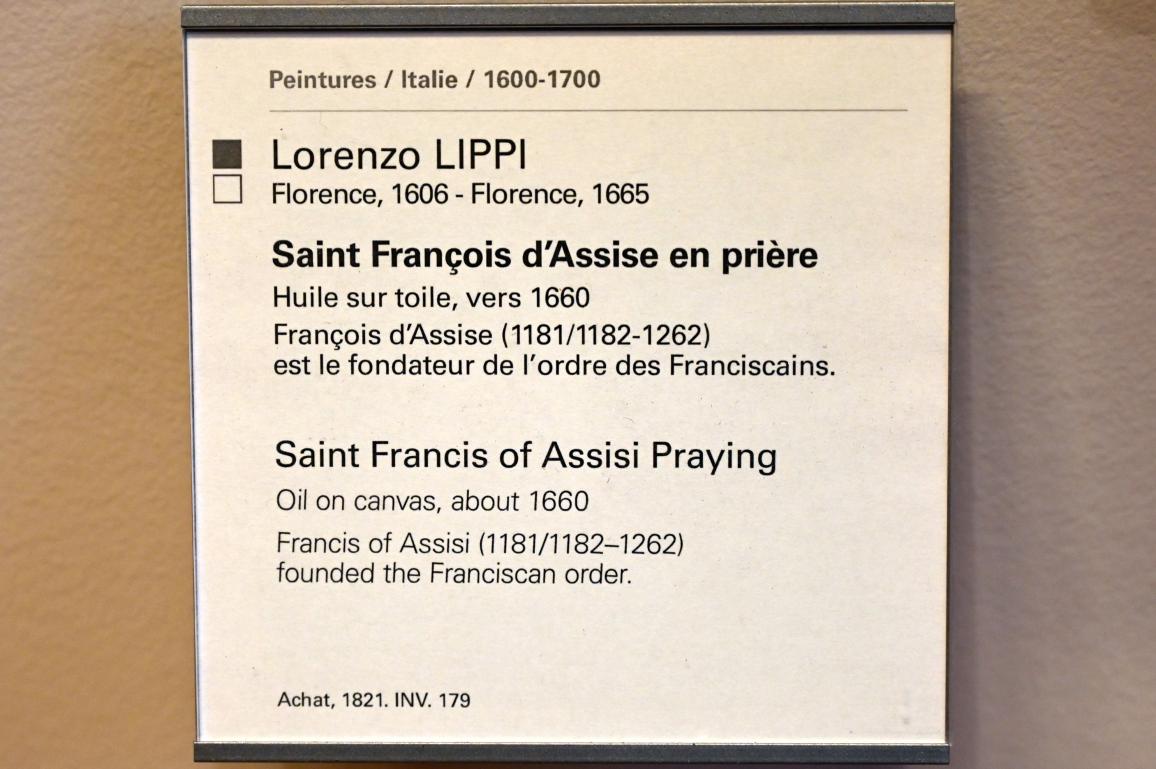 Peintures / Italie / 1600-1700
Lorenzo LIPPI
Florence, 1606 - Florence, 1665
Saint François d'Assise en prière
Huile sur toile, vers 1660
François d'Assise (1181/1182-1262)
est le fondateur de l'ordre des Franciscains.
Saint Francis of Assisi Praying
Oil on canvas, about 1660
Francis of Assisi (1181/1182–1262)
founded the Franciscan order.
Achat, 1821. INV. 179